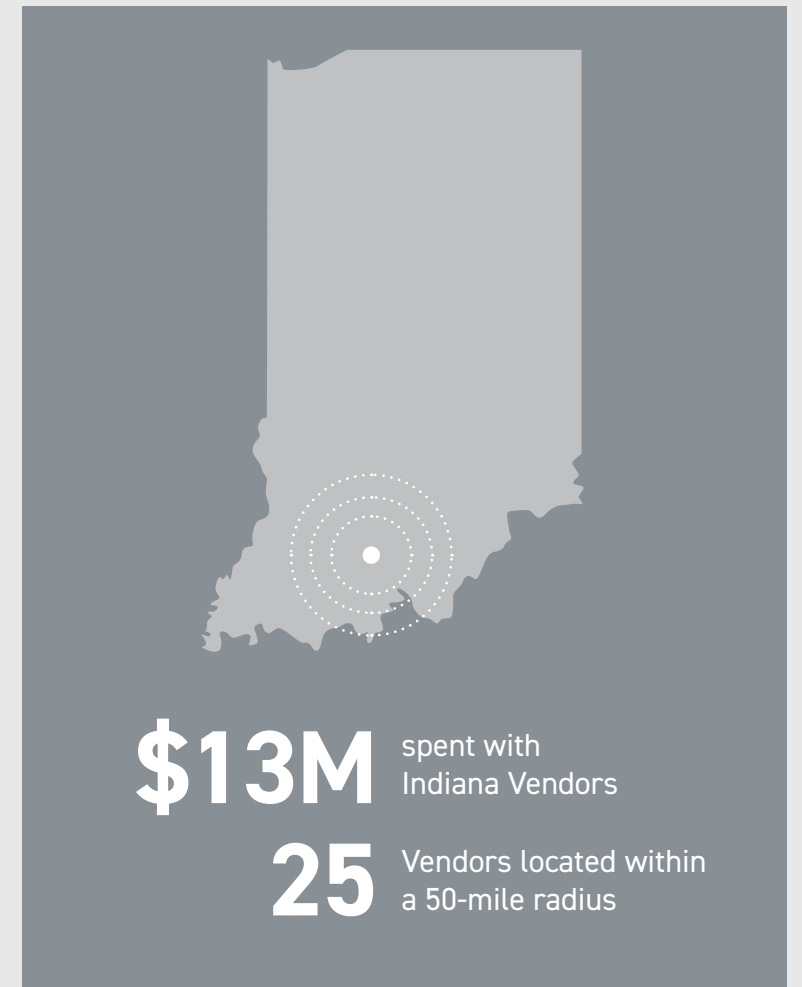 $13M
spent with
Indiana Vendors
25
Vendors located within
a 50-mile radius